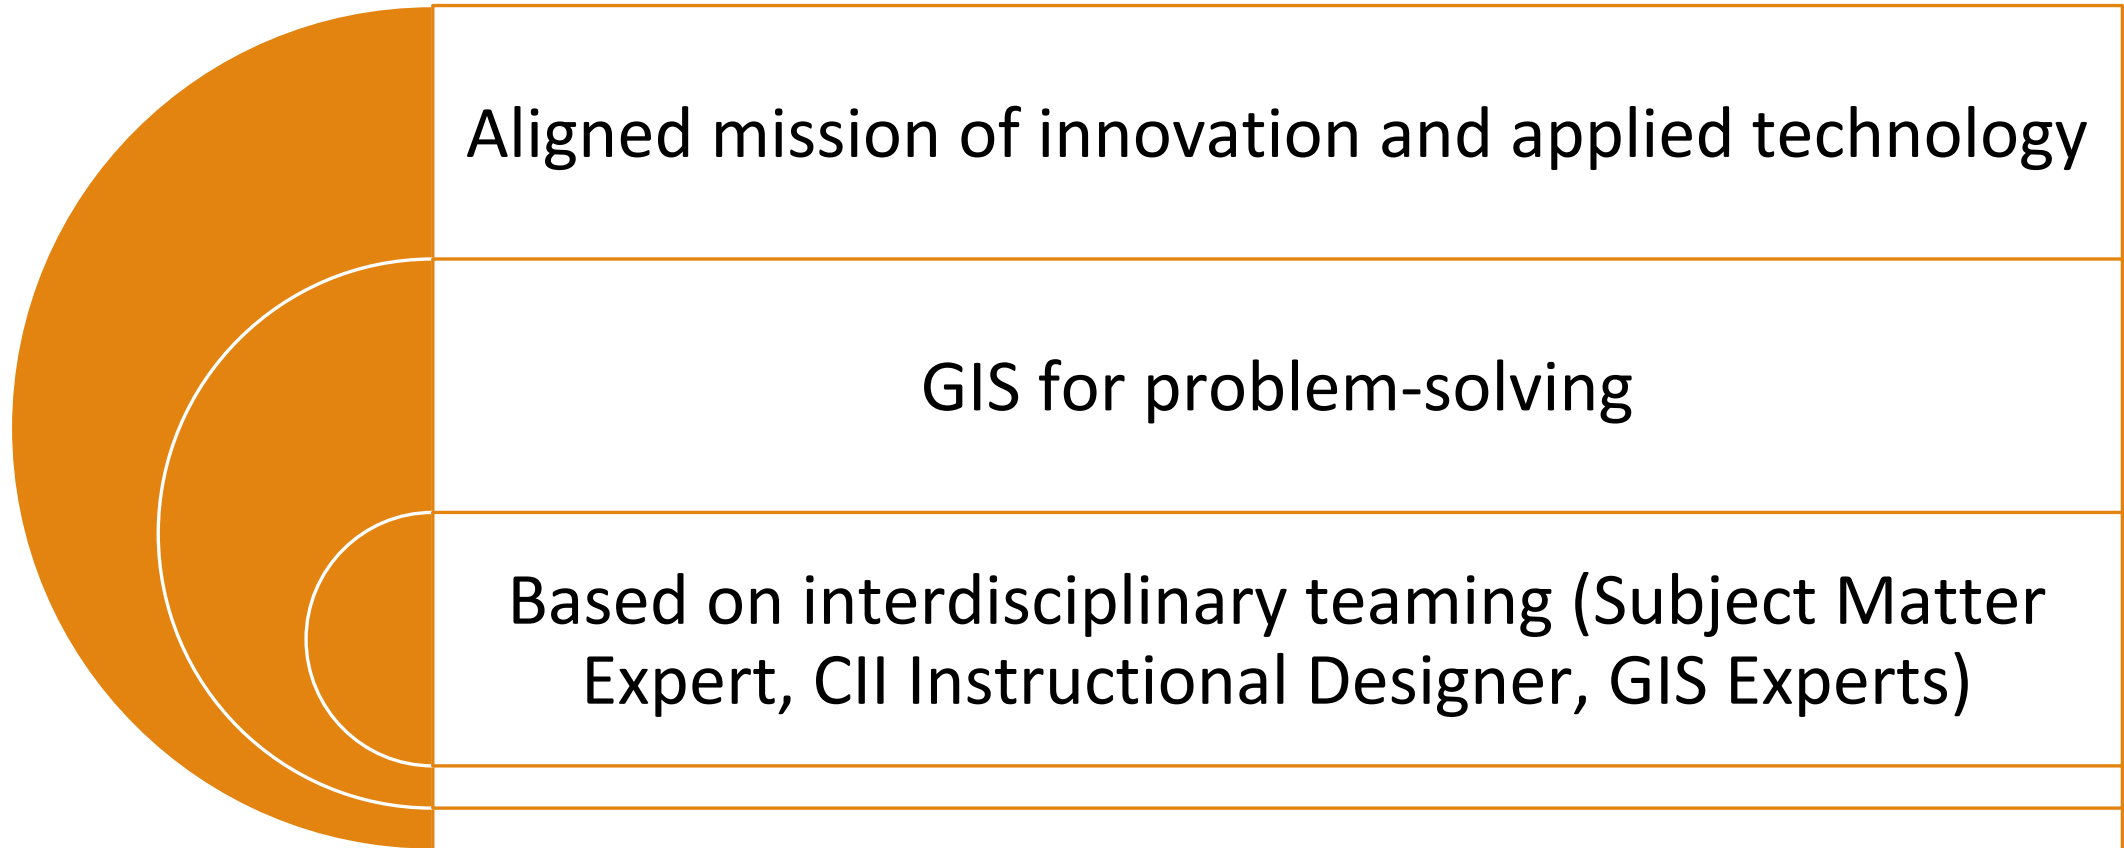 Aligned mission of innovation and applied technology
GIS for problem-solving
Based on interdisciplinary teaming (Subject Matter
Expert, CII Instructional Designer, GIS Experts)